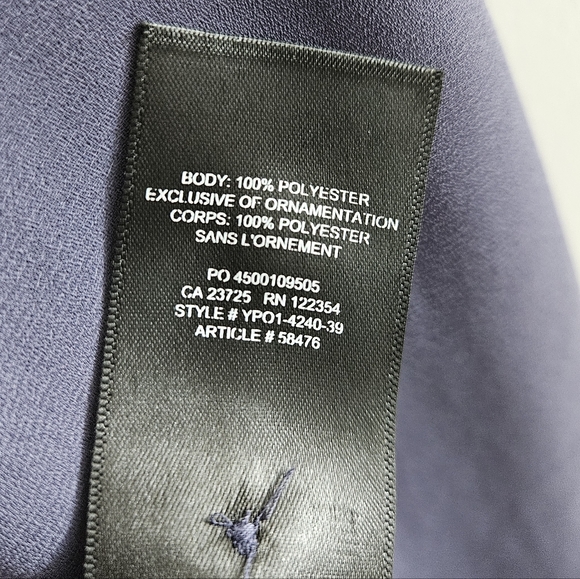 BODY: 100% POLYESTER
EXCLUSIVE OF ORNAMENTATION
CORPS: 100% POLYESTER
SANS L'ORNEMENT
PO 4500109505
CA 23725 RN 122354
STYLE # YPO1-4240-39
ARTICLE # 58476